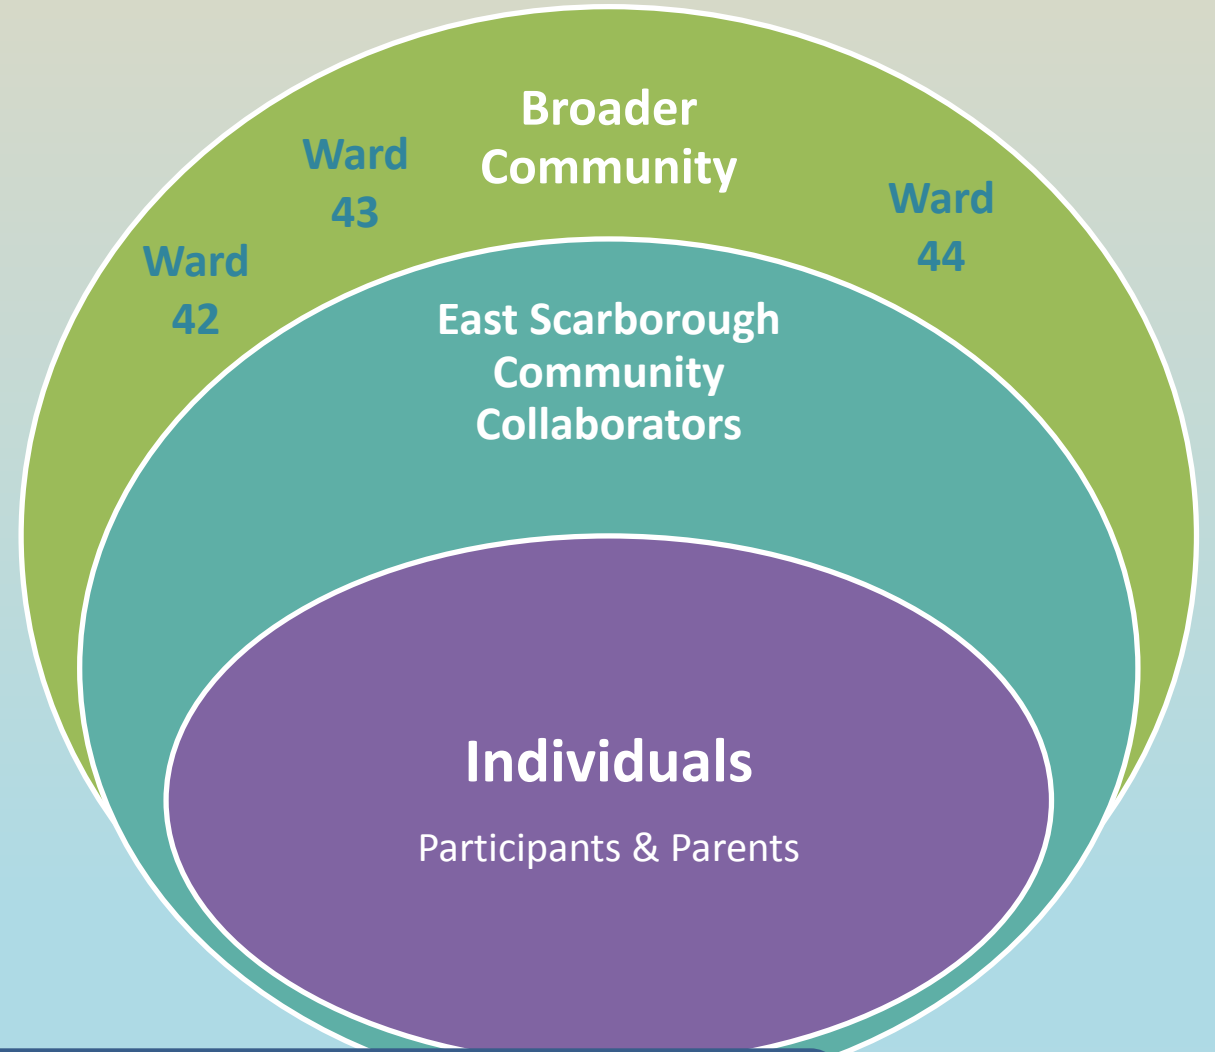 Broader
Community
Ward
43
Ward
44
Ward
42
East Scarborough
Community
Collaborators
Individuals
Participants & Parents